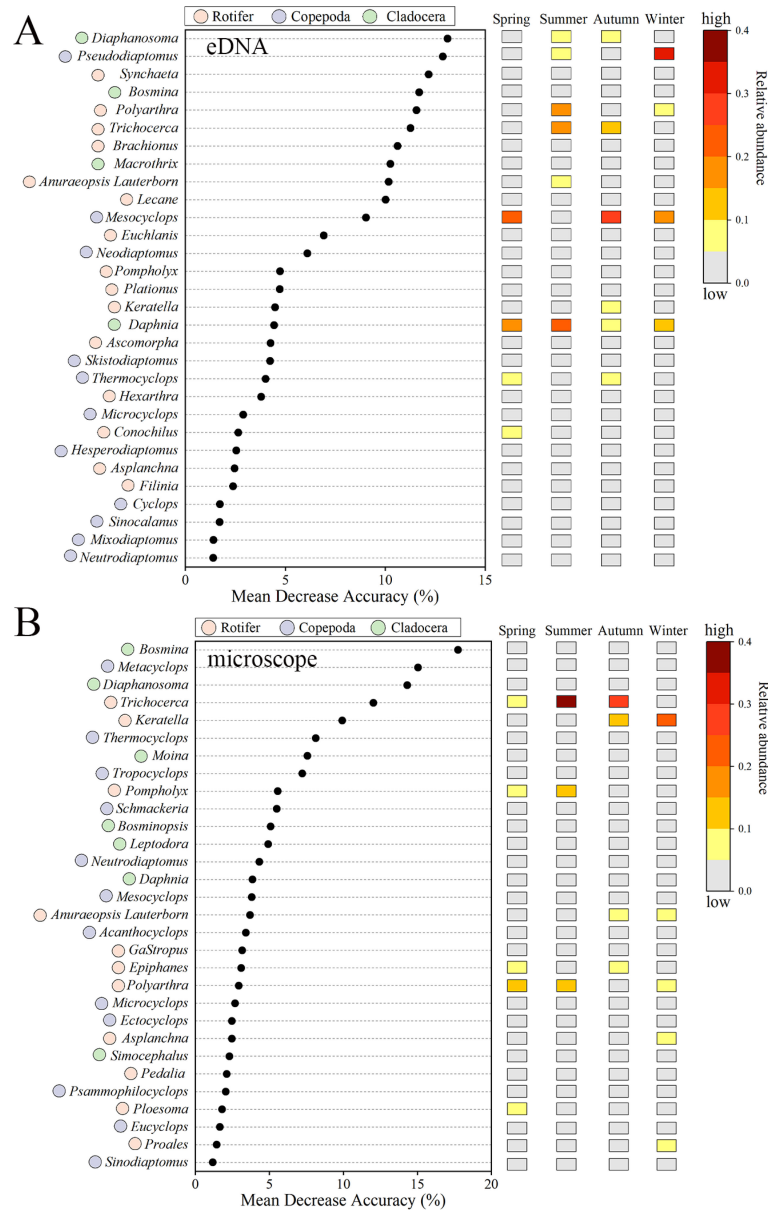 A
Rotifer Copepoda Cladocera
eDNA
Spring Summer Autumn Winter
high
Diaphanosoma
Pseudodiaptomus
Synchaeta
Bosmina
Polyarthra
Trichocerca
Brachionus
Macrothrix
Anuraeopsis Lauterborn
Lecane
Mesocyclops
Euchlanis
Neodiaptomus
Pompholyx
Plationus
Keratella
Daphnia
Ascomorpha
Skistodiaptomus
Thermocyclops
Hexarthra
Microcyclops
Conochilus
Hesperodiaptomus
Asplanchna
Filinia
Cyclops
Sinocalanus
Mixodiaptomus
Neutrodiaptomus
0 5 10 15
Mean Decrease Accuracy (%)
0.4
0.3
0.2
0.1
0.0
low
Relative abundance
B
Rotifer Copepoda Cladocera
microscope
Spring Summer Autumn Winter
high
Bosmina
Metacyclops
Diaphanosoma
Trichocerca
Keratella
Thermocyclops
Moina
Tropocyclops
Pompholyx
Schmackeria
Bosminopsis
Leptodora
Neutrodiaptomus
Daphnia
Mesocyclops
Anuraeopsis Lauterborn
Acanthocyclops
GaStropus
Epiphanes
Polyarthra
Microcyclops
Ectocyclops
Asplanchna
Simocephalus
Pedalia
Psammophilocyclops
Ploesoma
Eucyclops
Proales
Sinodiaptomus
0 5 10 15 20
Mean Decrease Accuracy (%)
0.4
0.3
0.2
0.1
0.0
low
Relative abundance